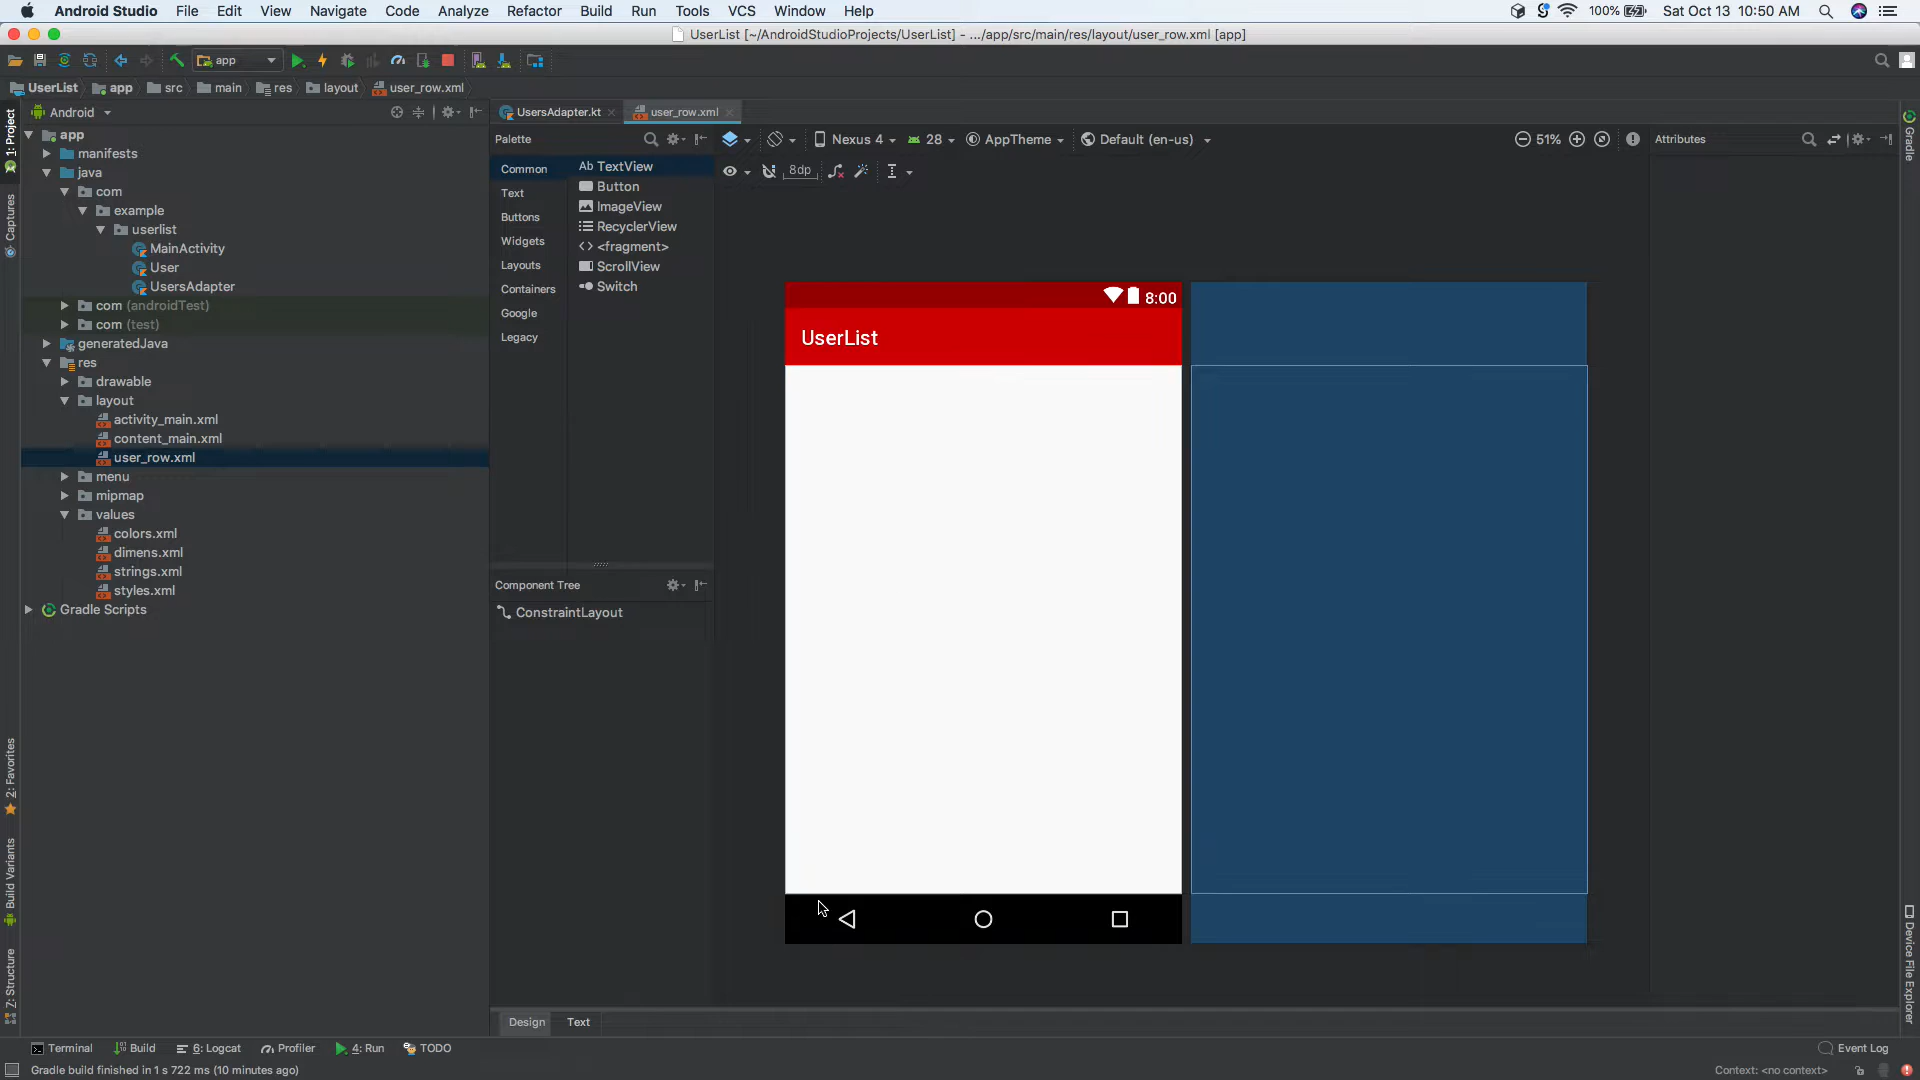 Android Studio File Edit View Navigate Code Analyze Refactor Build Run Tools VCS Window Help 100% Sat Oct 13 10:50 AM
UserList [~/AndroidStudioProjects/UserList] - .../app/src/main/res/layout/user_row.xml [app]
app
UserList app src main res layout user_row.xml
Android
UsersAdapter.kt user_row.xml
app
manifests
java
com
example
userlist
MainActivity
User
UsersAdapter
com (androidTest)
com (test)
generatedJava
res
drawable
layout
activity_main.xml
content_main.xml
user_row.xml
menu
mipmap
values
colors.xml
dimens.xml
strings.xml
styles.xml
Gradle Scripts
1: Project
Captures
2: Favorites
Build Variants
Z: Structure
Palette
Common
Text
Buttons
Widgets
Layouts
Containers
Google
Legacy
Ab TextView
Button
ImageView
RecyclerView
<fragment>
ScrollView
Switch
Component Tree
ConstraintLayout
Nexus 4 28 AppTheme Default (en-us) 51%
8dp
8:00
UserList
Attributes
Gradle
Device File Explorer
Design Text
Terminal Build 6: Logcat Profiler 4: Run TODO Event Log
Gradle build finished in 1 s 722 ms (10 minutes ago) Context: <no context>